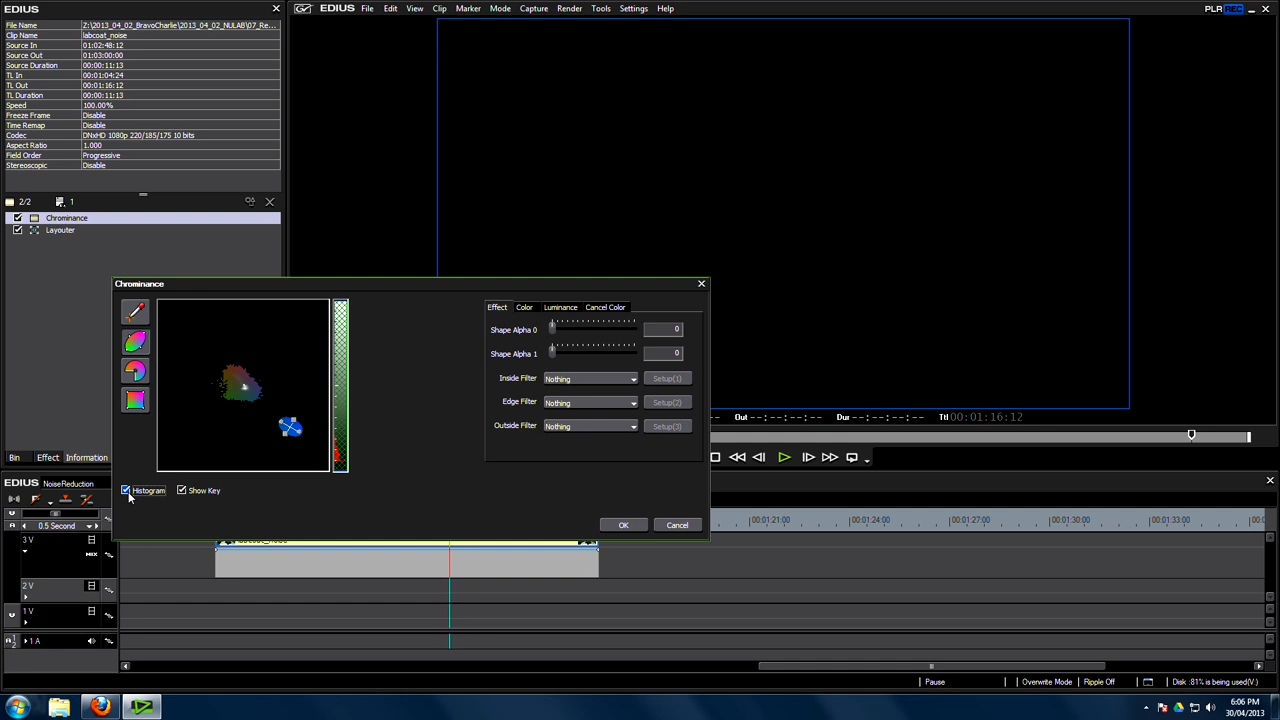 EDIUS
File Edit View Clip Marker Mode Capture Render Tools Settings Help
PLR REC
File Name Z:\2013_04_02_BravoCharlie\2013_04_02_NULAB\07_Re...
Clip Name labcoat_noise
Source In 01:02:48:12
Source Out 01:03:00:00
Source Duration 00:00:11:13
TL In 00:01:04:24
TL Out 00:01:16:12
TL Duration 00:00:11:13
Speed 100.00%
Freeze Frame Disable
Time Remap Disable
Codec DNxHD 1080p 220/185/175 10 bits
Aspect Ratio 1.000
Field Order Progressive
Stereoscopic Disable
2/2 1
Chrominance
Layouter
Chrominance
Effect Color Luminance Cancel Color
Shape Alpha 0 0
Shape Alpha 1 0
Inside Filter Nothing Setup(1)
Edge Filter Nothing Setup(2)
Outside Filter Nothing Setup(3)
Out --:--:--:-- Dur --:--:--:-- Ttl 00:01:16:12
Bin Effect Information
Histogram Show Key
OK Cancel
EDIUS NoiseReduction
0.5 Second
00:01:21:00 00:01:24:00 00:01:27:00 00:01:30:00 00:01:33:00
3 V
MIX
2 V
1 V
1 2 1 A
Pause Overwrite Mode Ripple Off Disk :81% is being used(V:)
6:06 PM
30/04/2013